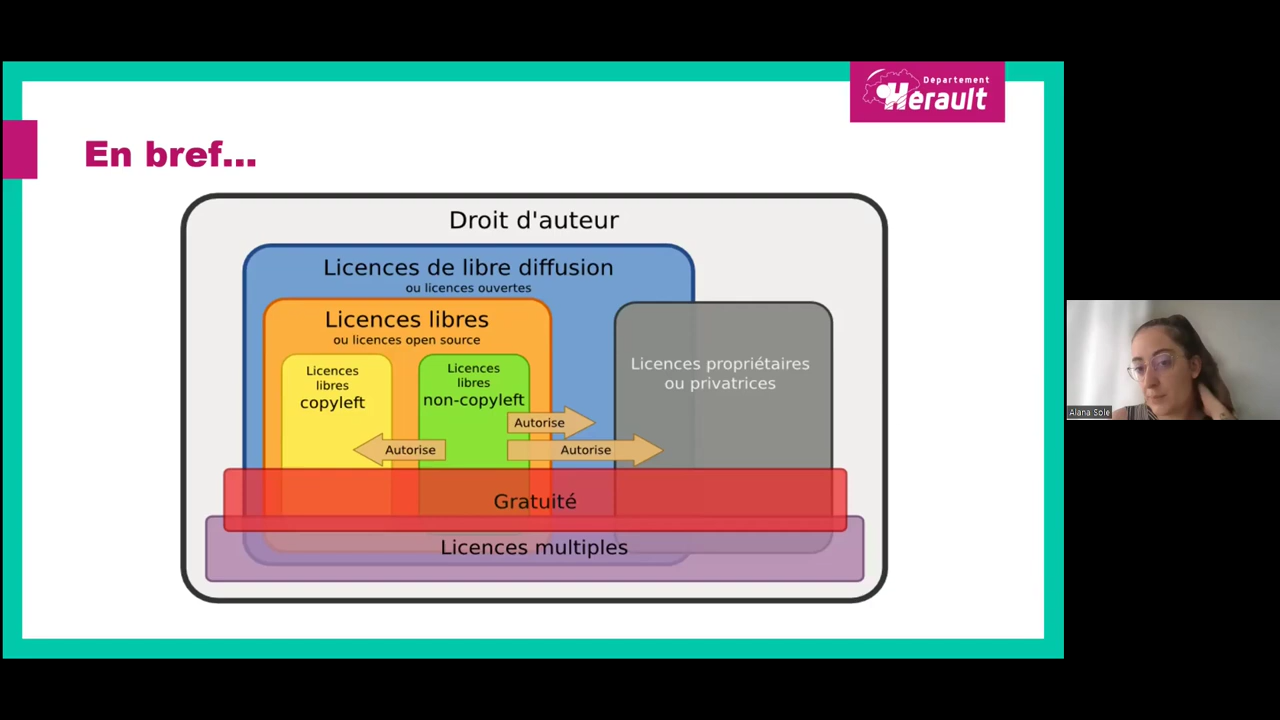 Département
Hérault
En bref...
Droit d'auteur
Licences de libre diffusion
ou licences ouvertes
Licences libres
ou licences open source
Licences
libres
copyleft
Licences
libres
non-copyleft
Licences propriétaires
ou privatrices
Autorise
Autorise
Autorise
Gratuité
Licences multiples
Alana Sole